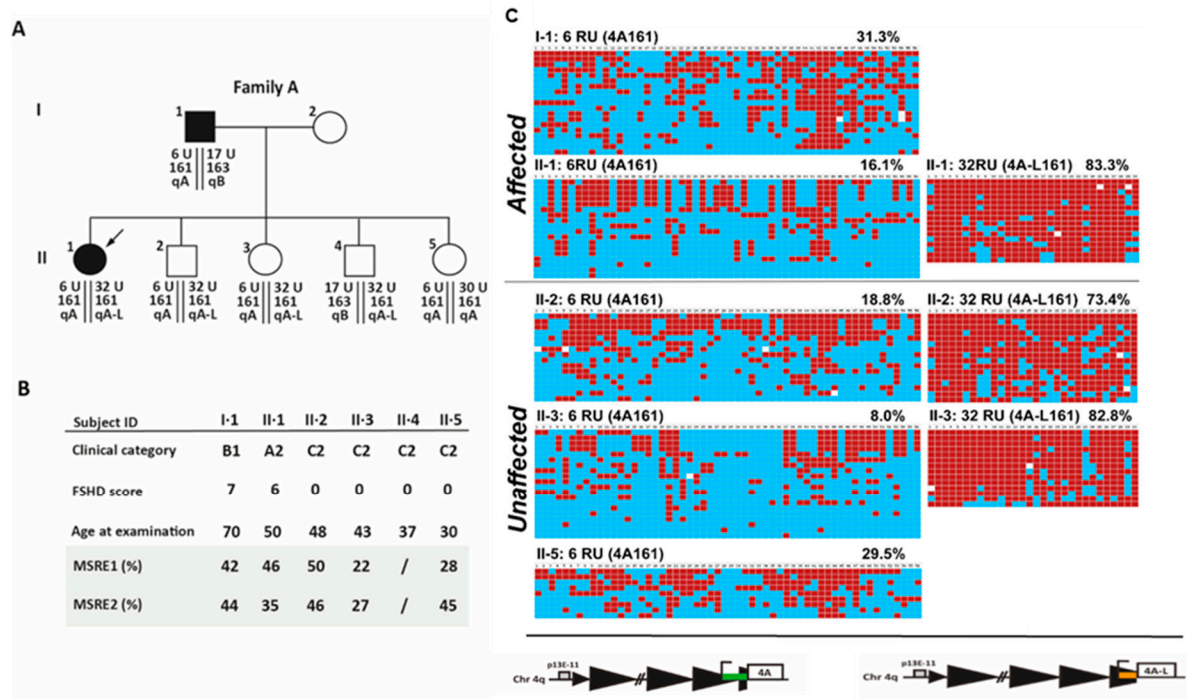 A
Family A
I
1
2
6 U 17 U
161 163
qA qB
II
1
2
3
4
5
6 U 32 U
161 161
qA qA-L
6 U 32 U
161 161
qA qA-L
6 U 32 U
161 161
qA qA-L
17 U 32 U
163 161
qB qA-L
6 U 30 U
161 161
qA qA
B
Subject ID I·1 II·1 II·2 II·3 II·4 II·5
Clinical category B1 A2 C2 C2 C2 C2
FSHD score 7 6 0 0 0 0
Age at examination 70 50 48 43 37 30
MSRE1 (%) 42 46 50 22 / 28
MSRE2 (%) 44 35 46 27 / 45
C
Affected
I-1: 6 RU (4A161) 31.3%
II-1: 6RU (4A161) 16.1%
II-1: 32RU (4A-L161) 83.3%
Unaffected
II-2: 6 RU (4A161) 18.8%
II-2: 32 RU (4A-L161) 73.4%
II-3: 6 RU (4A161) 8.0%
II-3: 32 RU (4A-L161) 82.8%
II-5: 6 RU (4A161) 29.5%
p13E-11
Chr 4q
4A
p13E-11
Chr 4q
4A-L